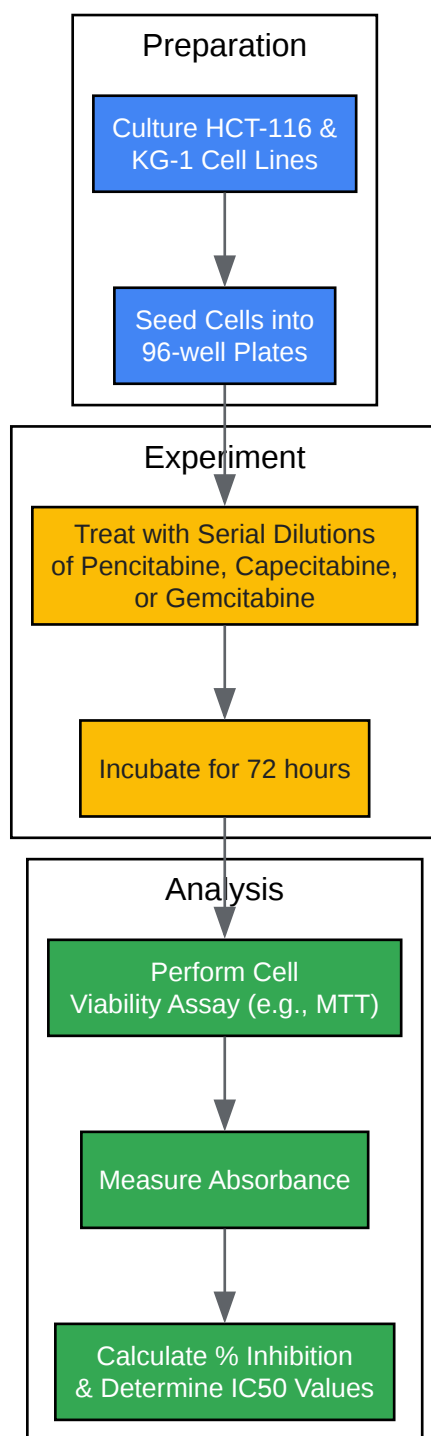 Preparation
Culture HCT-116 &
KG-1 Cell Lines
Seed Cells into
96-well Plates
Experiment
Treat with Serial Dilutions
of Pencitabine, Capecitabine,
or Gemcitabine
Incubate for 72 hours
Analysis
Perform Cell
Viability Assay (e.g., MTT)
Measure Absorbance
Calculate % Inhibition
& Determine IC50 Values